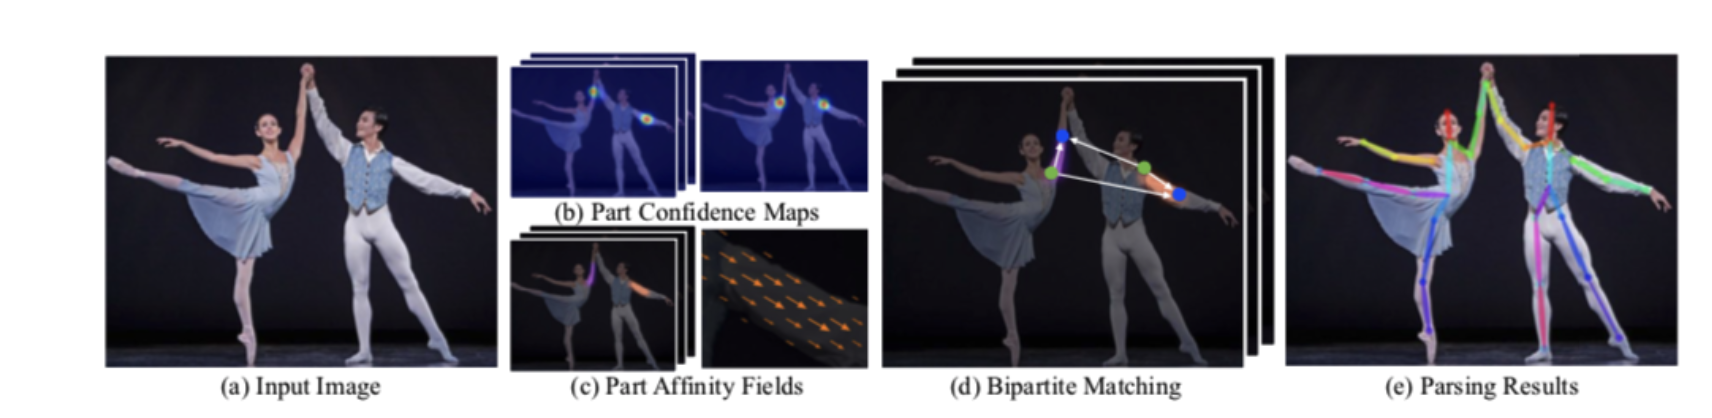 (b) Part Confidence Maps
(a) Input Image
(c) Part Affinity Fields
(d) Bipartite Matching
(e) Parsing Results